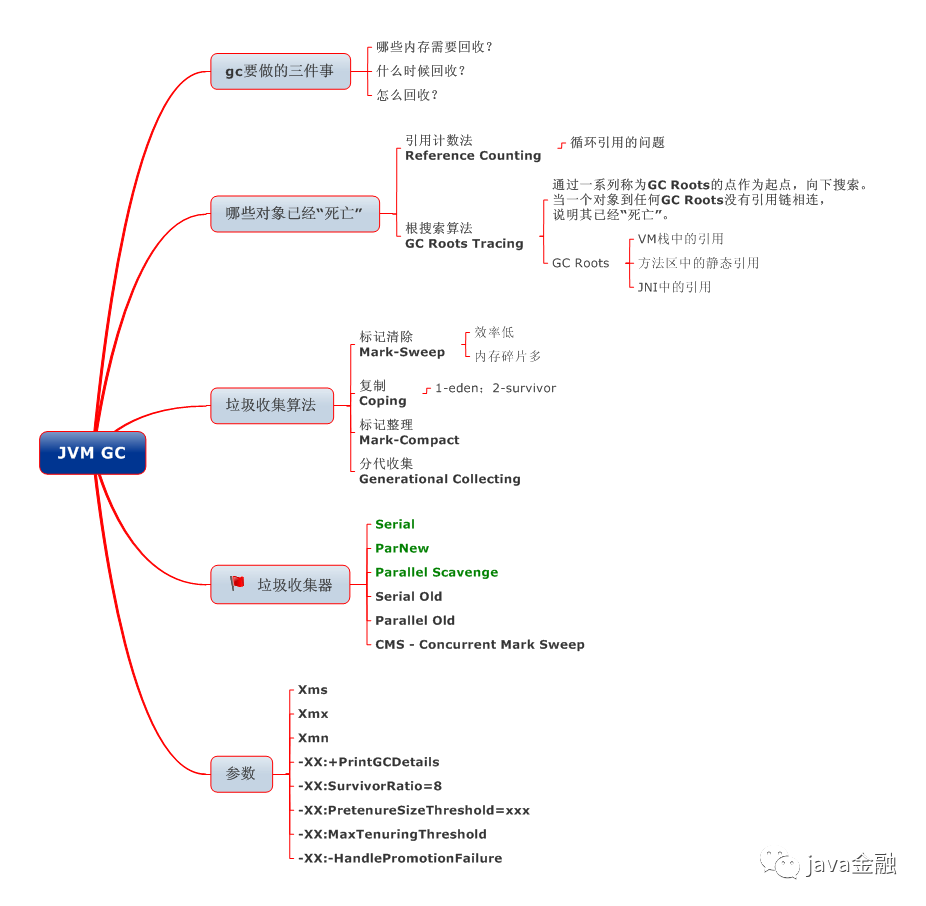 JVM GC
gc要做的三件事
哪些内存需要回收？
什么时候回收？
怎么回收？
哪些对象已经“死亡”
引用计数法
Reference Counting
循环引用的问题
根搜索算法
GC Roots Tracing
通过一系列称为GC Roots的点作为起点，向下搜索。
当一个对象到任何GC Roots没有引用链相连，
说明其已经“死亡”。
GC Roots
VM栈中的引用
方法区中的静态引用
JNI中的引用
垃圾收集算法
标记清除
Mark-Sweep
效率低
内存碎片多
复制
Coping
1-eden；2-survivor
标记整理
Mark-Compact
分代收集
Generational Collecting
垃圾收集器
Serial
ParNew
Parallel Scavenge
Serial Old
Parallel Old
CMS - Concurrent Mark Sweep
参数
Xms
Xmx
Xmn
-XX:+PrintGCDetails
-XX:SurvivorRatio=8
-XX:PretenureSizeThreshold=xxx
-XX:MaxTenuringThreshold
-XX:-HandlePromotionFailure
java金融